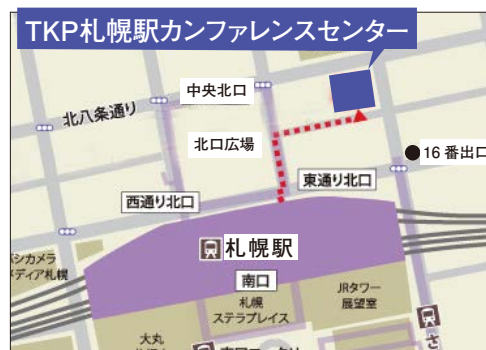 TKP札幌駅カンファレンスセンター
中央北口
北八条通り
北口広場
16番出口
東通り北口
西通り北口
札幌駅
南口
JRタワー
展望室
札幌
ステラプレイス
大丸
さ